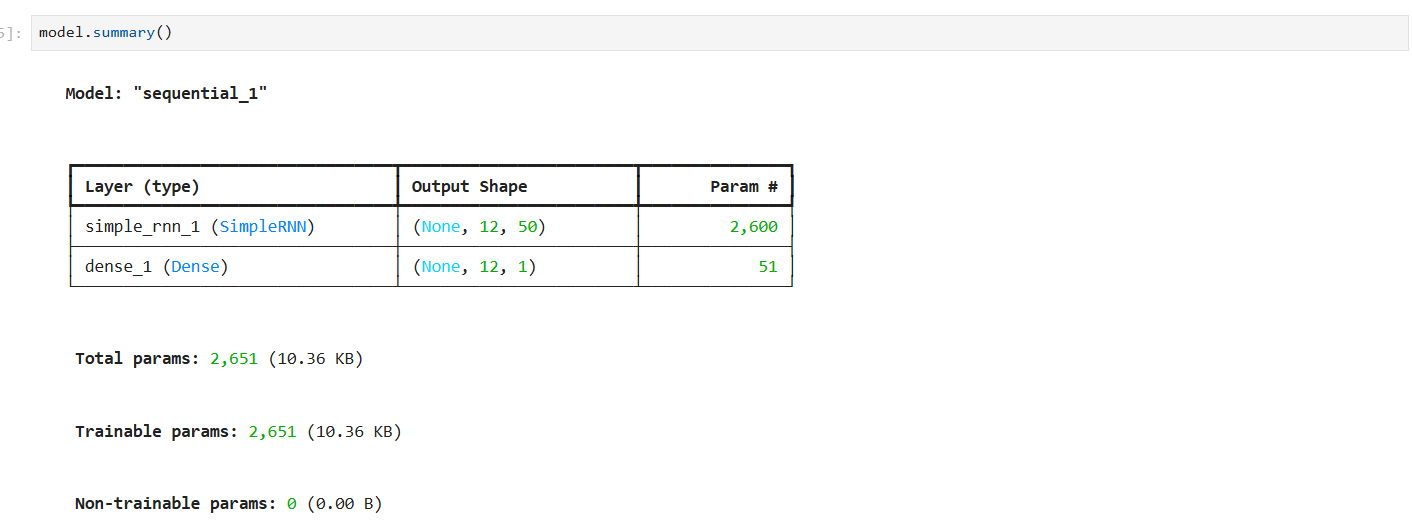 5]: model.summary()
Model: "sequential_1"
Layer (type) Output Shape Param #
simple_rnn_1 (SimpleRNN) (None, 12, 50) 2,600
dense_1 (Dense) (None, 12, 1) 51
Total params: 2,651 (10.36 KB)
Trainable params: 2,651 (10.36 KB)
Non-trainable params: 0 (0.00 B)